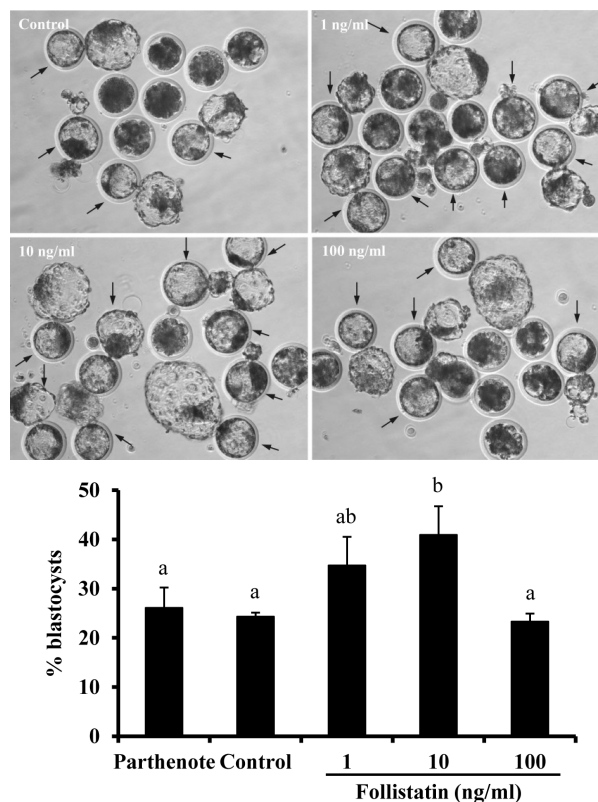 Control
1 ng/ml
10 ng/ml
100 ng/ml
50
40
30
20
10
0
% blastocysts
a
a
ab
b
a
Parthenote Control 1 10 100
Follistatin (ng/ml)